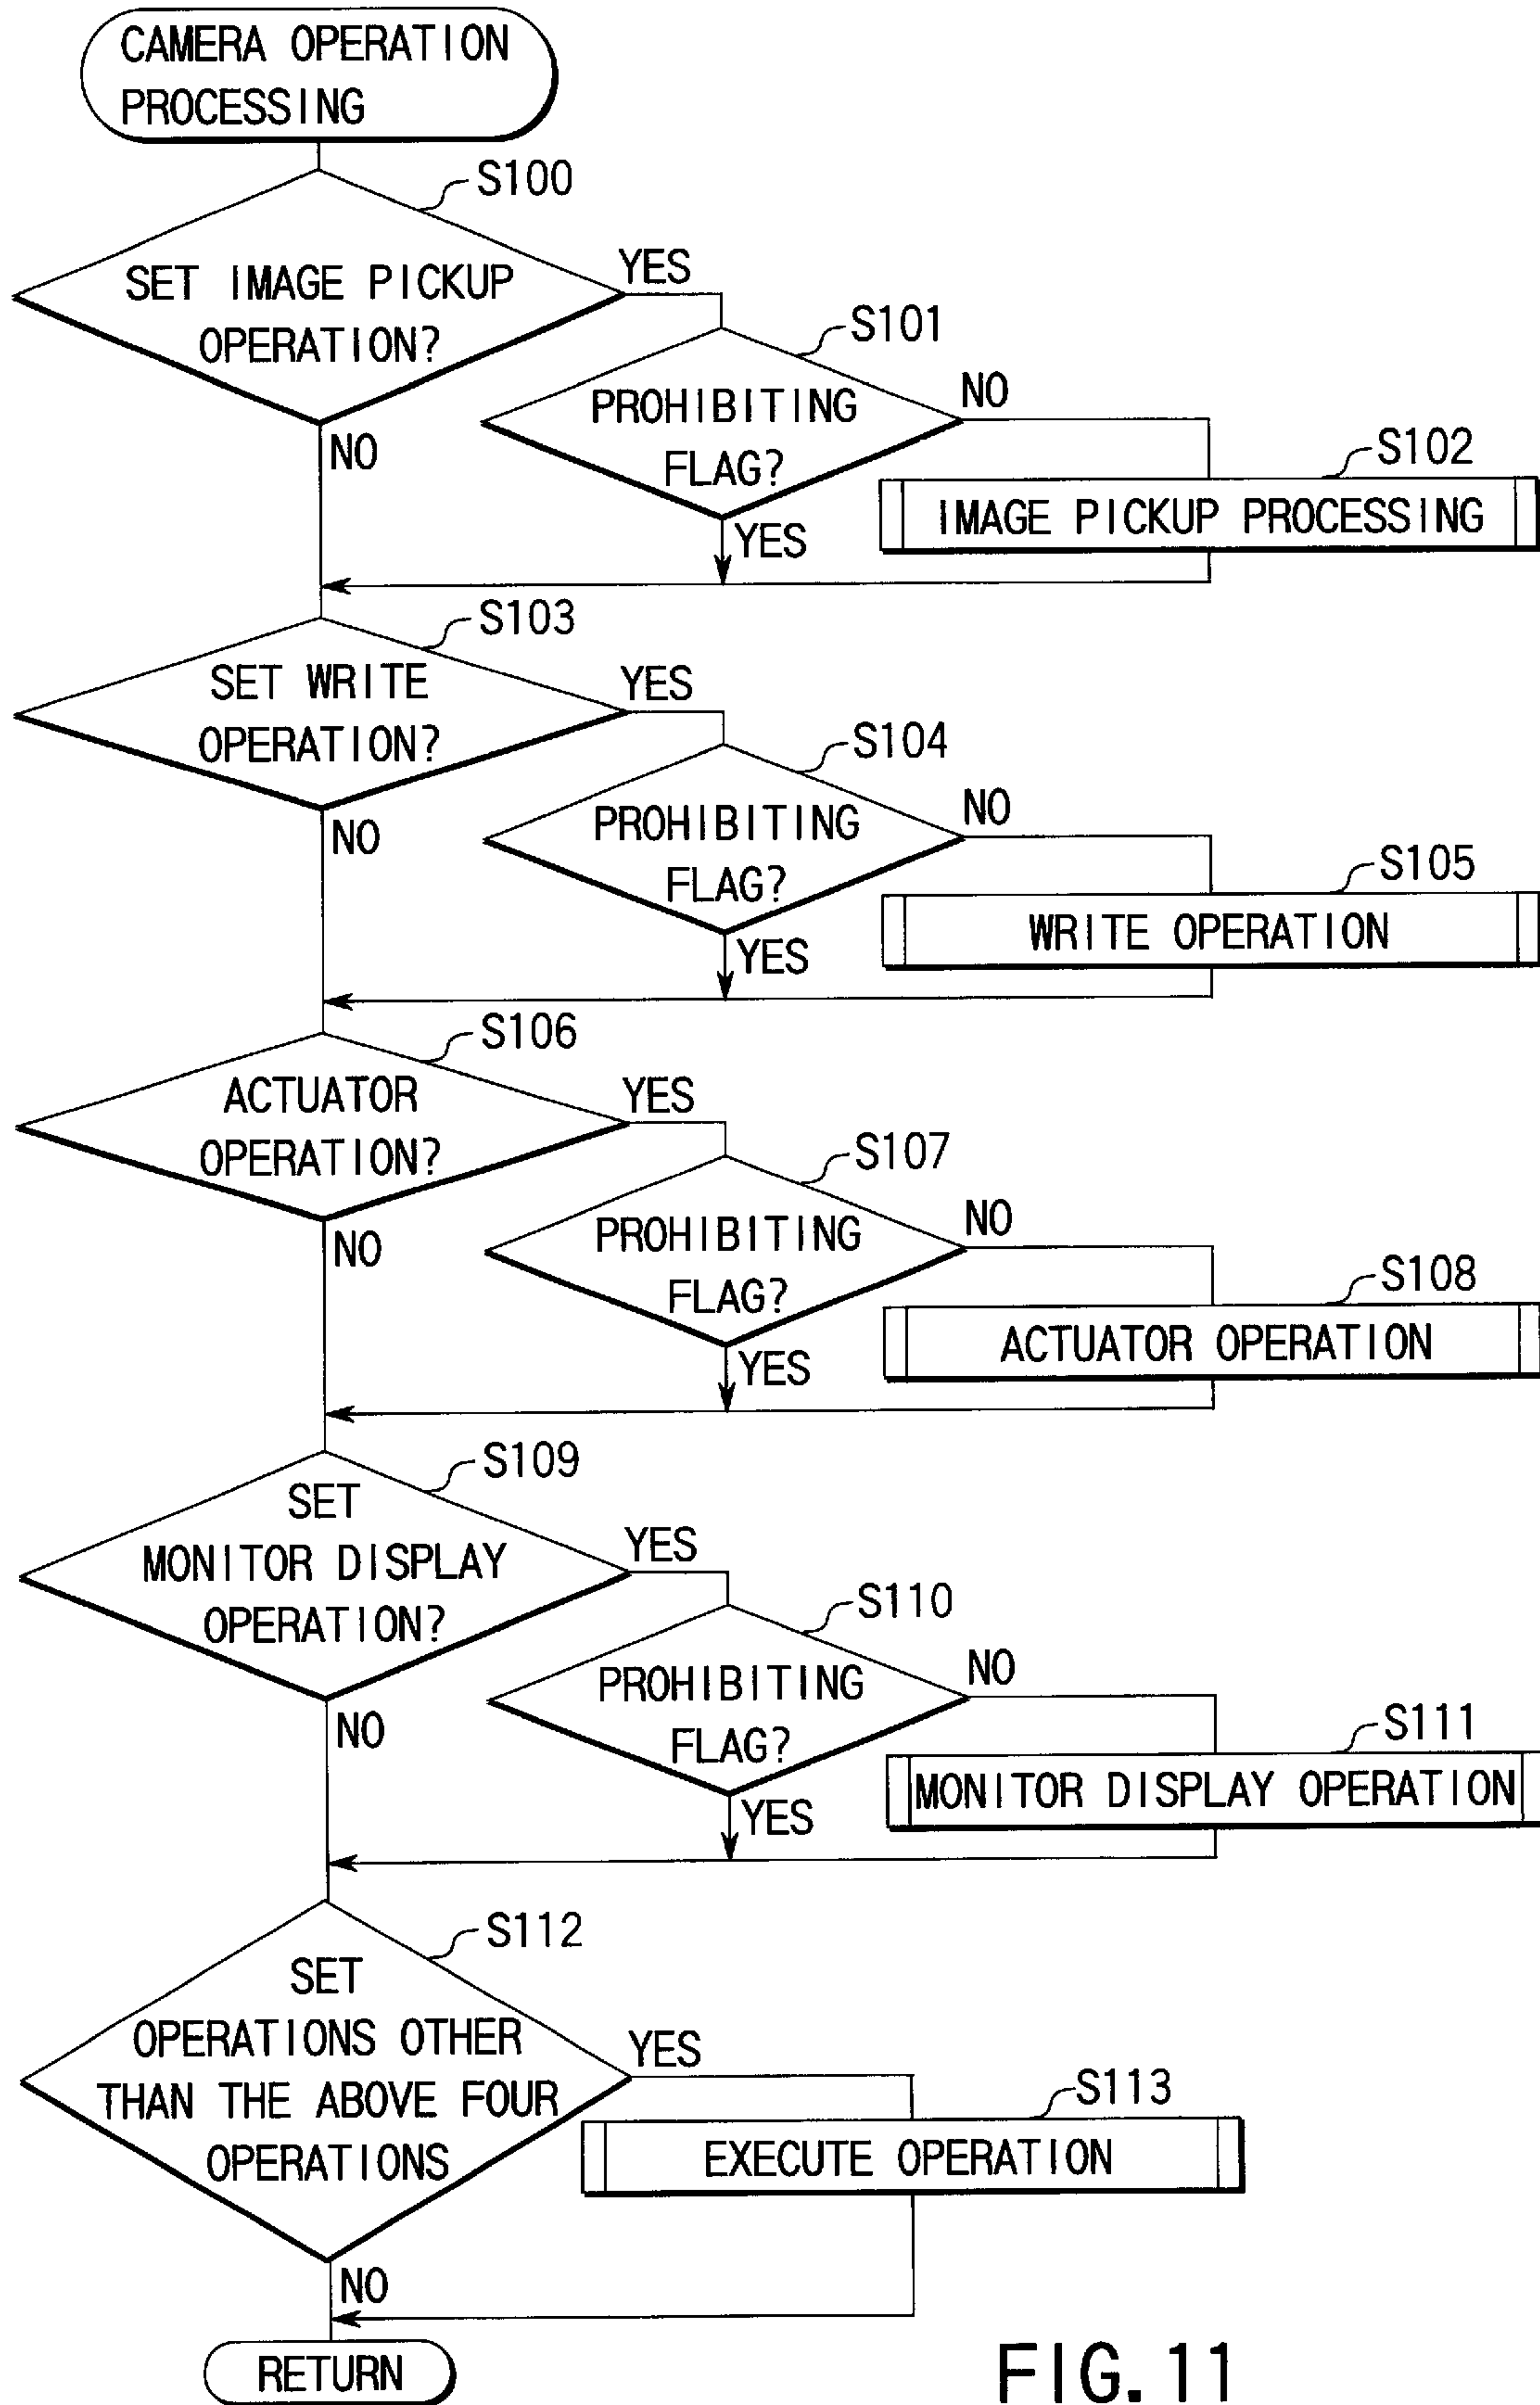 CAMERA OPERATION
PROCESSING
S100
SET IMAGE PICKUP
OPERATION?
YES
NO
S101
PROHIBITING
FLAG?
NO
YES
S102
IMAGE PICKUP PROCESSING
S103
SET WRITE
OPERATION?
YES
NO
S104
PROHIBITING
FLAG?
NO
YES
S105
WRITE OPERATION
S106
ACTUATOR
OPERATION?
YES
NO
S107
PROHIBITING
FLAG?
NO
YES
S108
ACTUATOR OPERATION
S109
SET
MONITOR DISPLAY
OPERATION?
YES
NO
S110
PROHIBITING
FLAG?
NO
YES
S111
MONITOR DISPLAY OPERATION
S112
SET
OPERATIONS OTHER
THAN THE ABOVE FOUR
OPERATIONS
YES
NO
S113
EXECUTE OPERATION
RETURN
FIG. 11